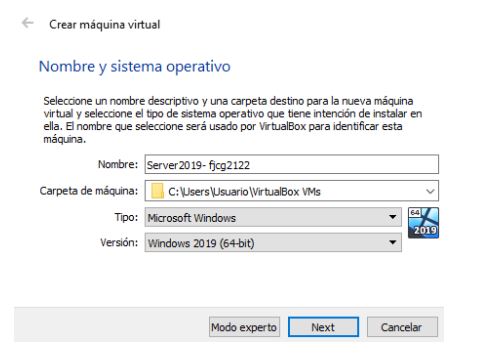 Crear máquina virtual
Nombre y sistema operativo
Seleccione un nombre descriptivo y una carpeta destino para la nueva máquina
virtual y seleccione el tipo de sistema operativo que tiene intención de instalar en
ella. El nombre que seleccione será usado por VirtualBox para identificar esta
máquina.
Nombre: Server2019- fjcg2122
Carpeta de máquina: C:\Users\Usuario\VirtualBox VMs
Tipo: Microsoft Windows
64
2019
Versión: Windows 2019 (64-bit)
Modo experto Next Cancelar